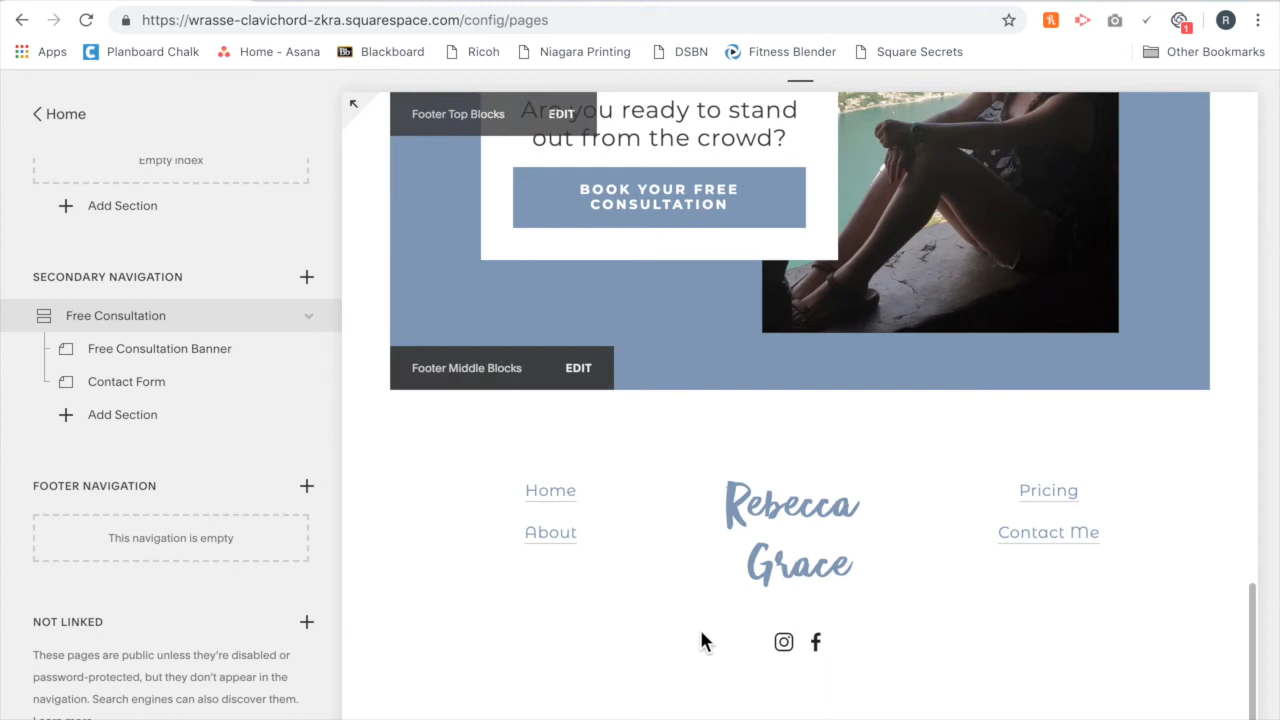 https://wrasse-clavichord-zkra.squarespace.com/config/pages
1
R
Apps
C
Planboard Chalk
Home - Asana
Bb
Blackboard
Ricoh
Niagara Printing
DSBN
Fitness Blender
Square Secrets
Other Bookmarks
Home
Empty Index
Add Section
SECONDARY NAVIGATION
Free Consultation
Free Consultation Banner
Contact Form
Add Section
FOOTER NAVIGATION
This navigation is empty
NOT LINKED
These pages are public unless they're disabled or
password-protected, but they don't appear in the
navigation. Search engines can also discover them.
Learn more
Footer Top Blocks EDIT
Are you ready to stand
out from the crowd?
BOOK YOUR FREE
CONSULTATION
Footer Middle Blocks EDIT
Home
About
Rebecca
Grace
Pricing
Contact Me